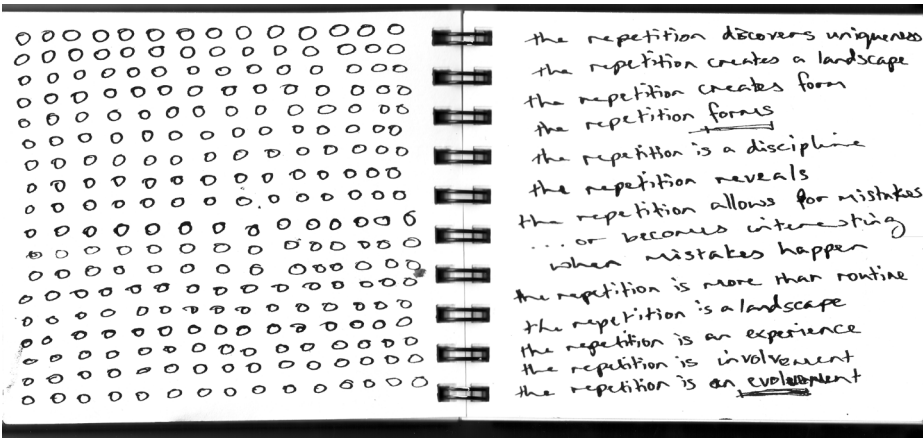 the repetition discovers uniqueness
the repetition creates a landscape
the repetition creates form
the repetition forms
the repetition is a discipline
the repetition reveals
the repetition allows for mistakes
... or becomes interesting
when mistakes happen
the repetition is more than routine
the repetition is a landscape
the repetition is an experience
the repetition is involvement
the repetition is an